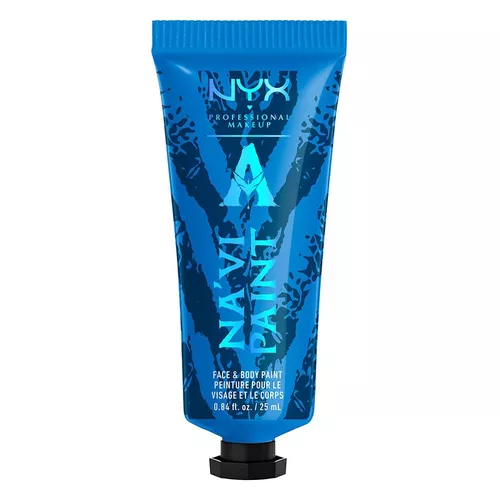 NYX
PROFESSIONAL
MAKEUP
A
NA'VI
PAINT
FACE & BODY PAINT
PEINTURE POUR LE
VISAGE ET LE CORPS
0.84 fl. oz. / 25 mL